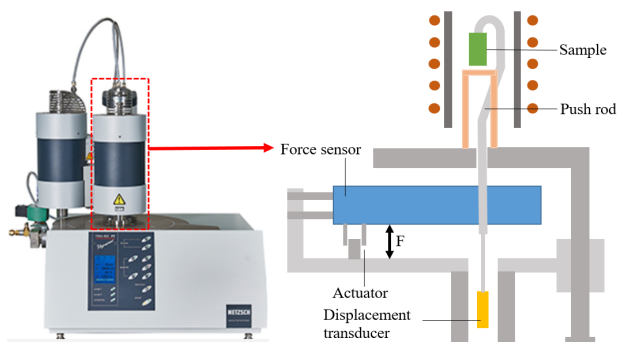 Sample
Push rod
Force sensor
F
Actuator
Displacement
transducer
NETZSCH